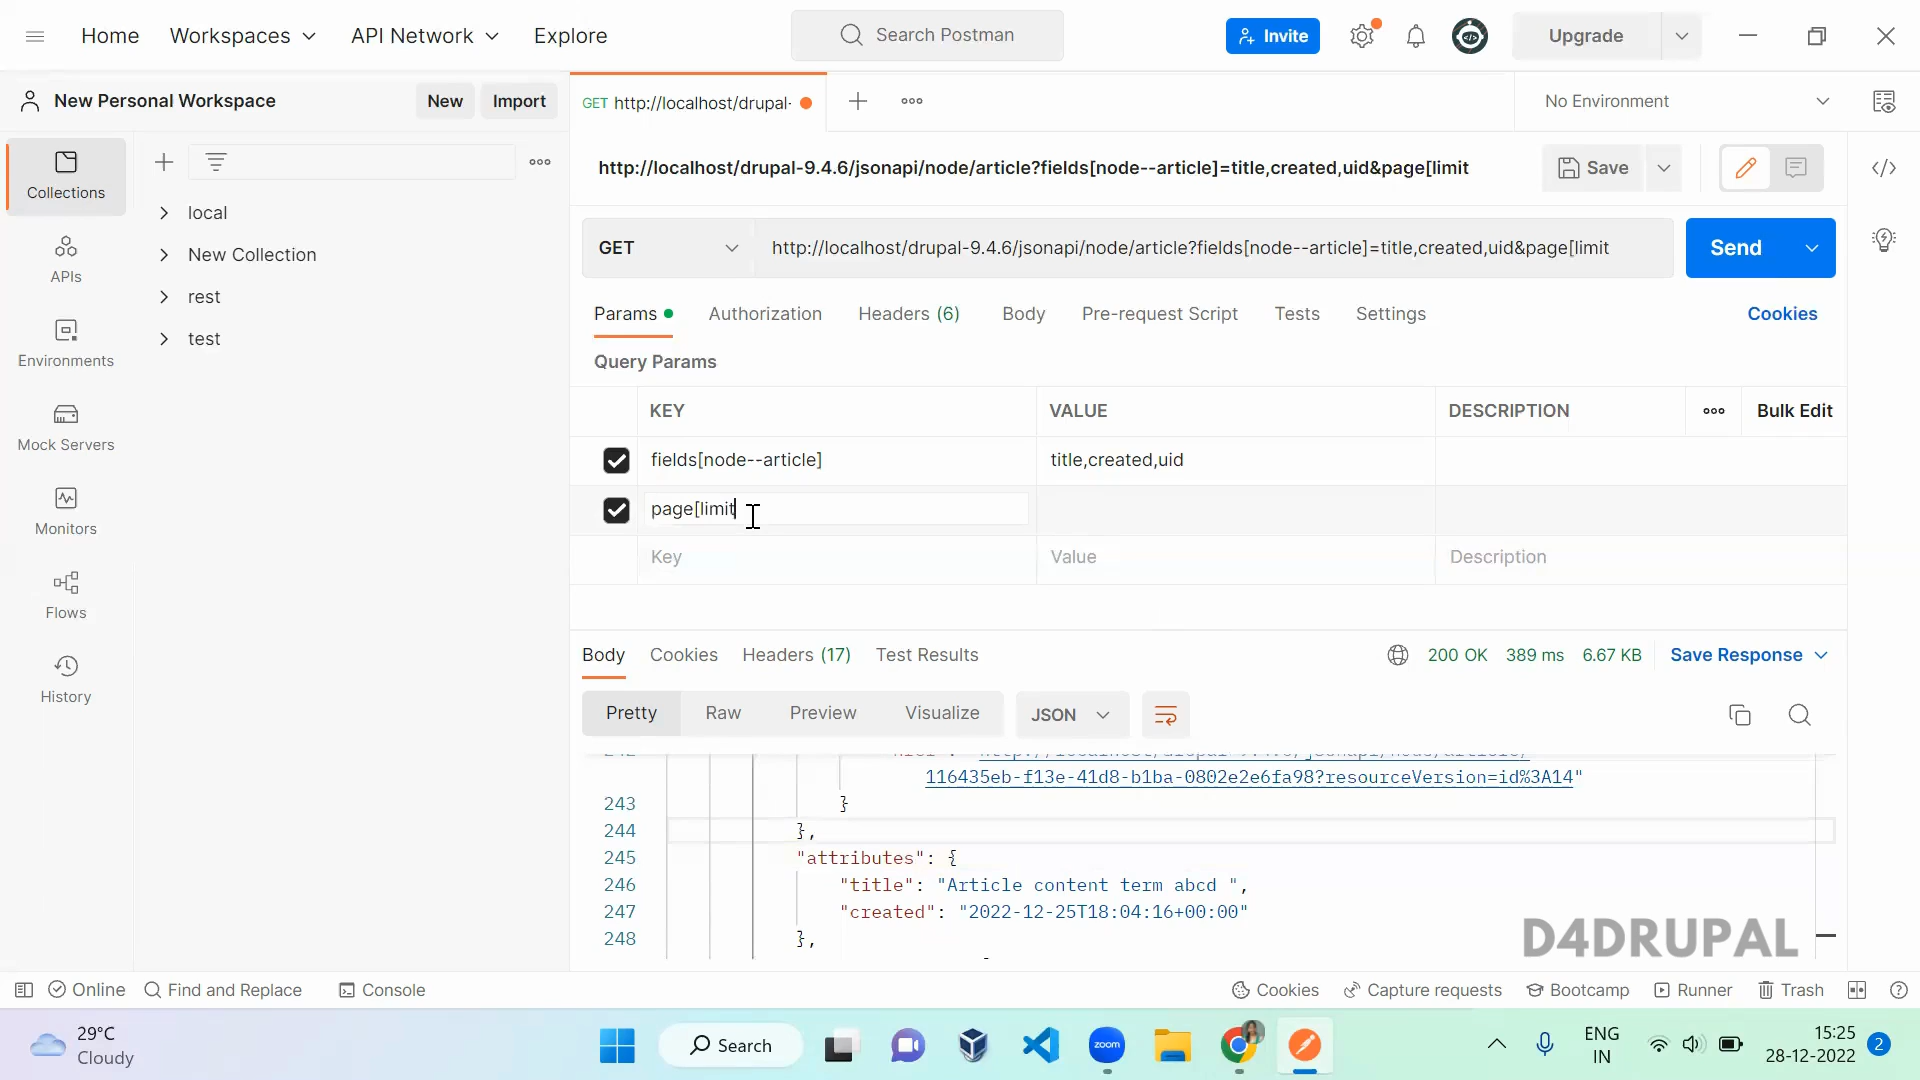 Home Workspaces API Network Explore Search Postman Invite Upgrade
New Personal Workspace New Import GET http://localhost/drupal- No Environment
http://localhost/drupal-9.4.6/jsonapi/node/article?fields[node--article]=title,created,uid&page[limit Save
Collections
local
New Collection
rest
test
APIs
Environments
Mock Servers
Monitors
Flows
History
GET http://localhost/drupal-9.4.6/jsonapi/node/article?fields[node--article]=title,created,uid&page[limit Send
Params Authorization Headers (6) Body Pre-request Script Tests Settings Cookies
Query Params
KEY VALUE DESCRIPTION Bulk Edit
fields[node--article] title,created,uid
page[limit
Key Value Description
Body Cookies Headers (17) Test Results 200 OK 389 ms 6.67 KB Save Response
Pretty Raw Preview Visualize JSON
116435eb-f13e-41d8-b1ba-0802e2e6fa98?resourceVersion=id%3A14"
243 }
244 },
245 "attributes": {
246 "title": "Article content term abcd ",
247 "created": "2022-12-25T18:04:16+00:00"
248 },
D4DRUPAL
Online Find and Replace Console Cookies Capture requests Bootcamp Runner Trash
29°C
Cloudy
Search
zoom
ENG
IN
15:25
28-12-2022
2